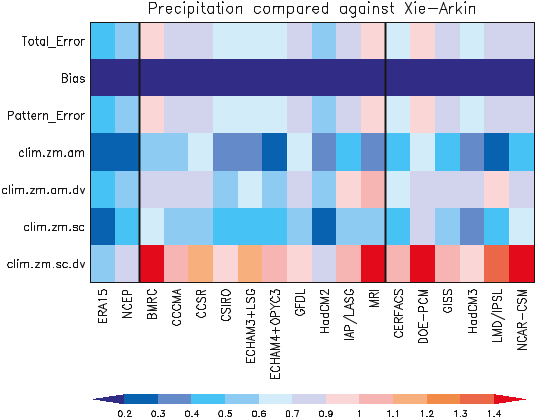 Precipitation compared against Xie-Arkin
Total_Error
Bias
Pattern_Error
clim.zm.am
clim.zm.am.dv
clim.zm.sc
clim.zm.sc.dv
ERA15
NCEP
BMRC
CCCMA
CCSR
CSIRO
ECHAM3+LSG
ECHAM4+OPYC3
GFDL
HadCM2
IAP/LASG
MRI
CERFACS
DOE-PCM
GISS
HadCM3
LMD/IPSL
NCAR-CSM
0.2 0.3 0.4 0.5 0.6 0.7 0.9 1 1.1 1.2 1.3 1.4